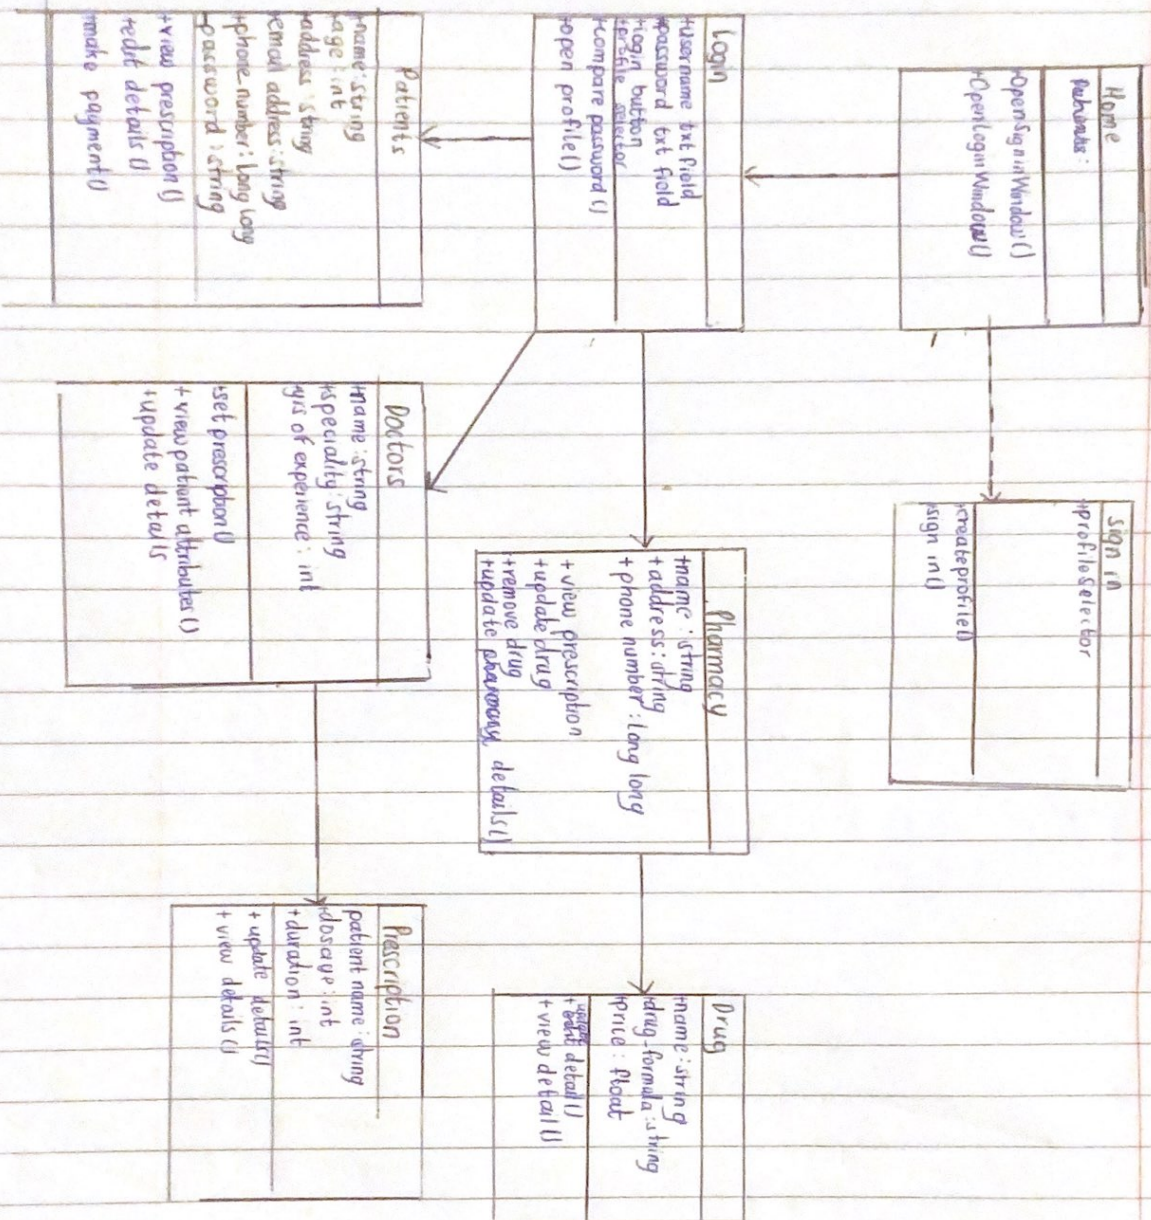 Home
+OpenSigninWindow()
+OpenLoginWindow()
sign in
+profileSelector
+createprofile()
+sign in()
Login
+username txt field
+password txt field
+login button
+profile selector
+compare password ()
+open profile()
Pharmacy
+name : string
+address : string
+phone number : long long
+view prescription
+update drug
+remove drug
+update pharmacy details()
Drug
+name : string
+drug-formula : string
+price : float
detail()
+view detail()
Patients
+name : string
+age : int
+address : string
+email address : string
+phone number : long long
-password : string
+view prescription ()
+edit details ()
+make payment()
Doctors
+name : string
+speciality : string
+yrs of experience : int
+set prescription()
+view patient attributes()
+update details
Prescription
patient name : string
+dosage : int
+duration : int
+update details()
+view details ()